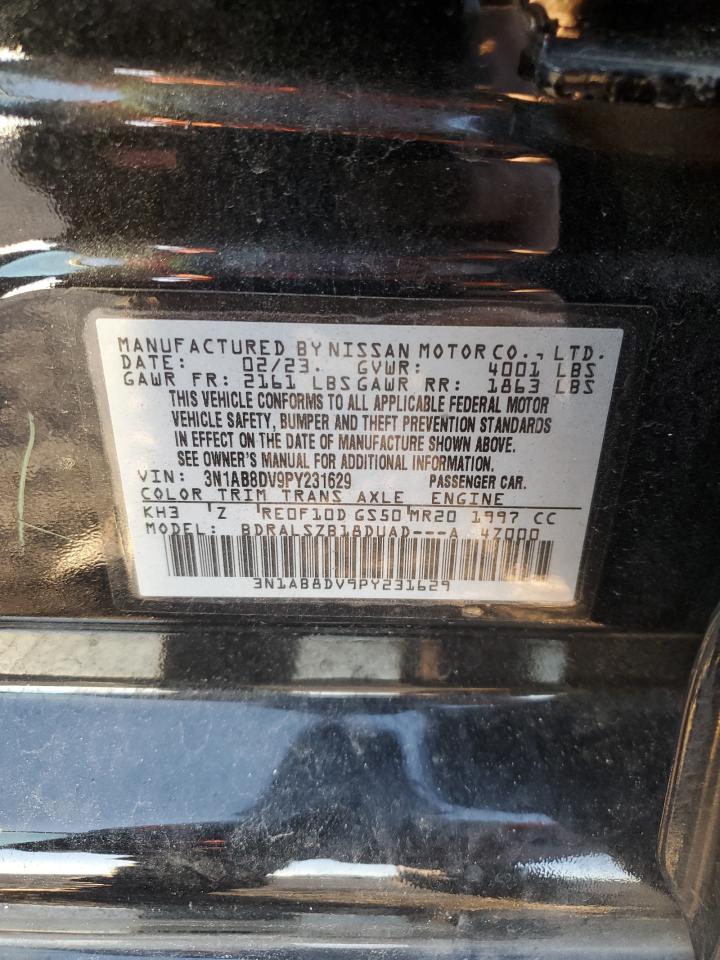 MANUFACTURED BY NISSAN MOTOR CO., LTD.
DATE: 02/23. GVWR: 4001 LBS
GAWR FR: 2161 LBS GAWR RR: 1863 LBS
THIS VEHICLE CONFORMS TO ALL APPLICABLE FEDERAL MOTOR
VEHICLE SAFETY, BUMPER AND THEFT PREVENTION STANDARDS
IN EFFECT ON THE DATE OF MANUFACTURE SHOWN ABOVE.
SEE OWNER'S MANUAL FOR ADDITIONAL INFORMATION.
VIN: 3N1AB8DV9PY231629 PASSENGER CAR.
COLOR TRIM TRANS AXLE ENGINE
KH3 Z RE0F10D GS50 MR20 1997 CC
MODEL: BDRALSZB18DUAD---A 4Z000
3N1AB8DV9PY231629